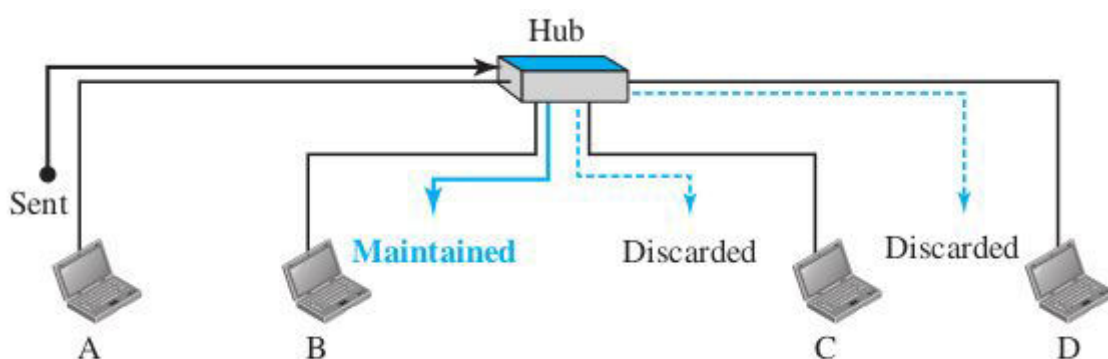 Hub
Sent
Maintained
Discarded
Discarded
A
B
C
D